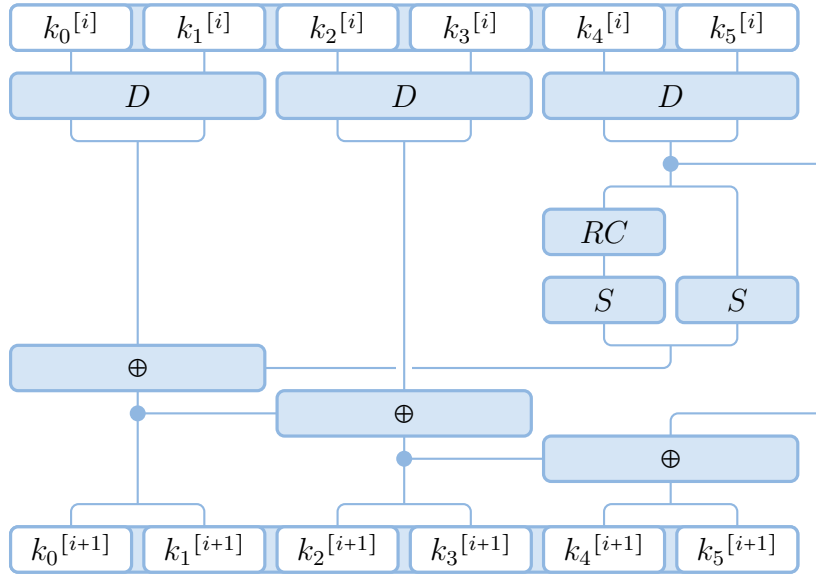 k₀[i] k₁[i] k₂[i] k₃[i] k₄[i] k₅[i]
D D D
RC
S S
⊕
⊕
⊕
k₀[i+1] k₁[i+1] k₂[i+1] k₃[i+1] k₄[i+1] k₅[i+1]